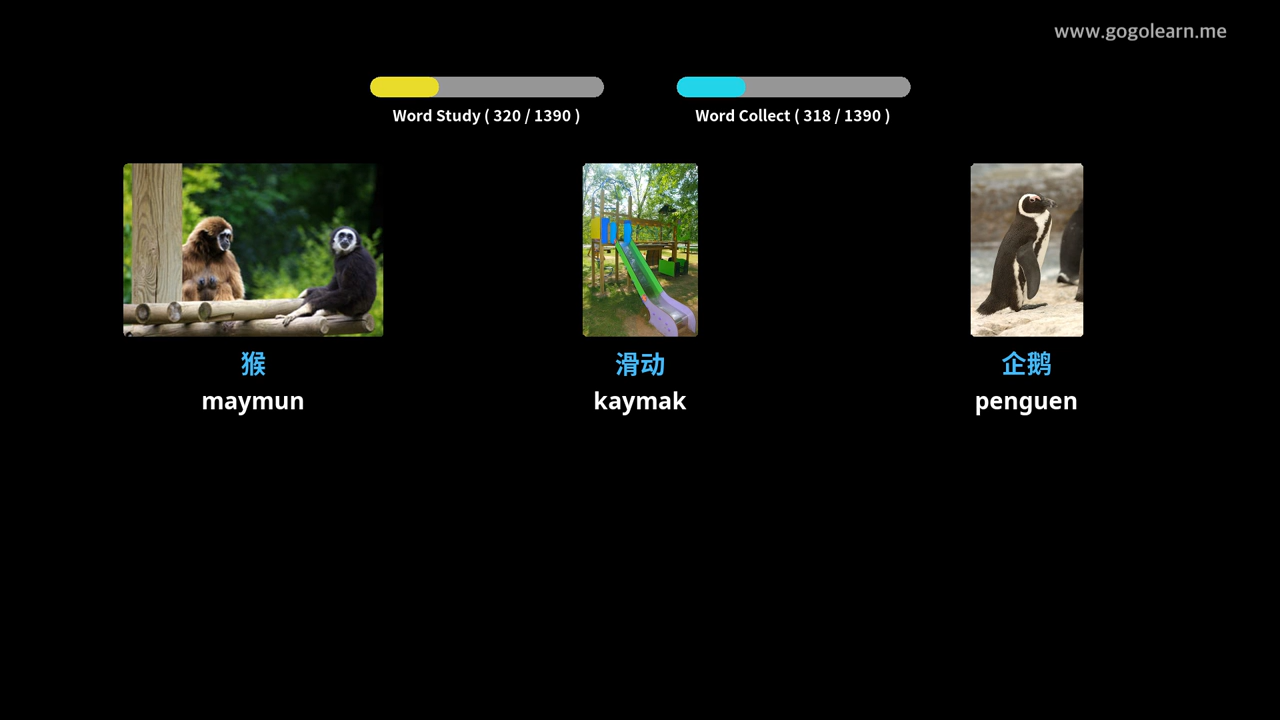 www.gogolearn.me
Word Study ( 320 / 1390 )
Word Collect ( 318 / 1390 )
猴
maymun
滑动
kaymak
企鹅
penguen